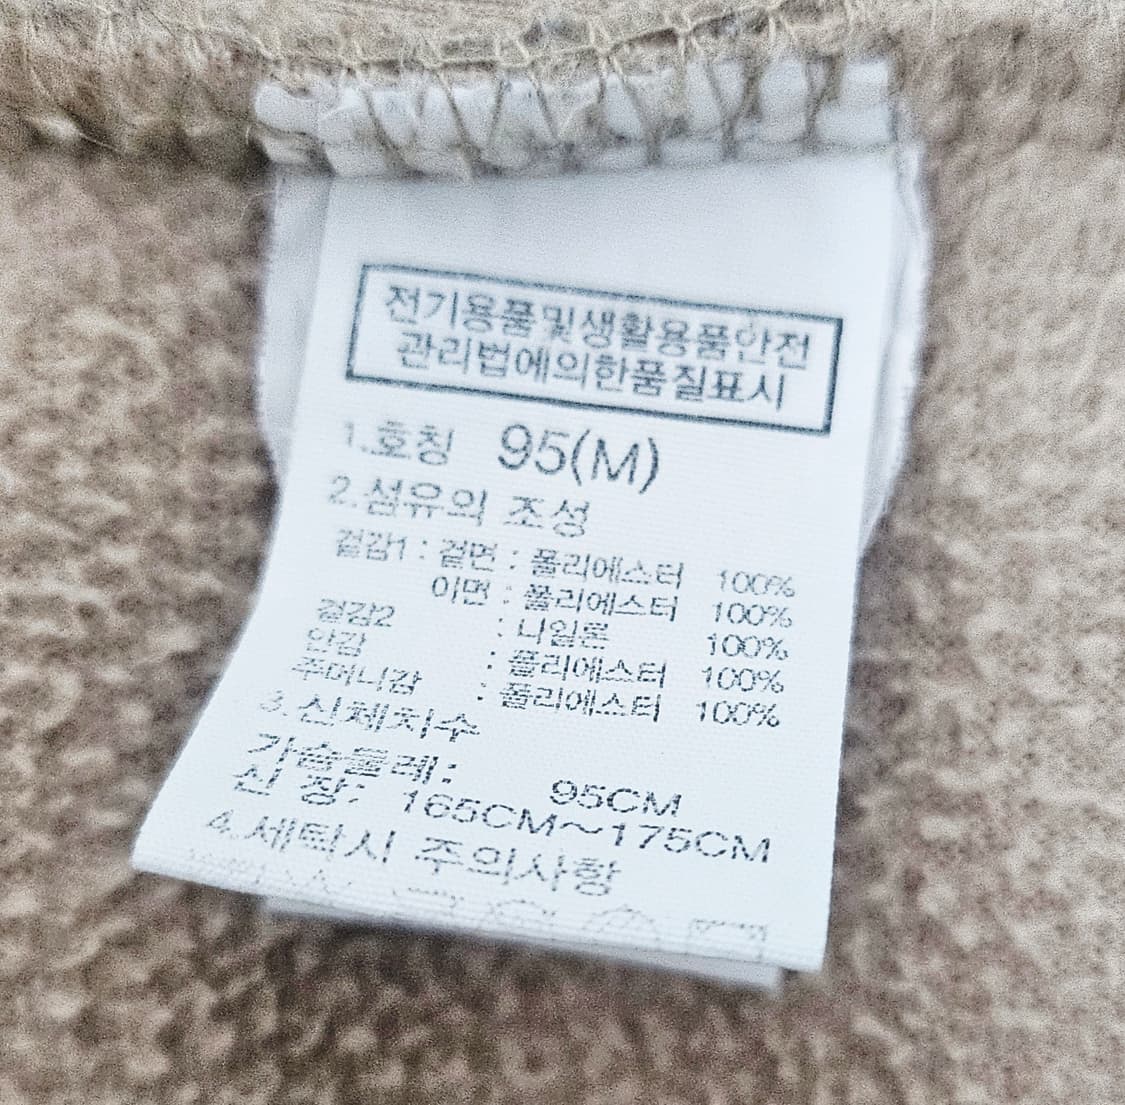 전기용품및생활용품안전
관리법에의한품질표시
1.호칭 95(M)
2.섬유의 조성
겉감1 : 겉면 : 폴리에스터 100%
이면 : 폴리에스터 100%
겉감2 : 나일론 100%
안감 : 폴리에스터 100%
주머니감 : 폴리에스터 100%
3.신체치수
가슴둘레: 95CM
신 장: 165CM~175CM
4.세탁시 주의사항